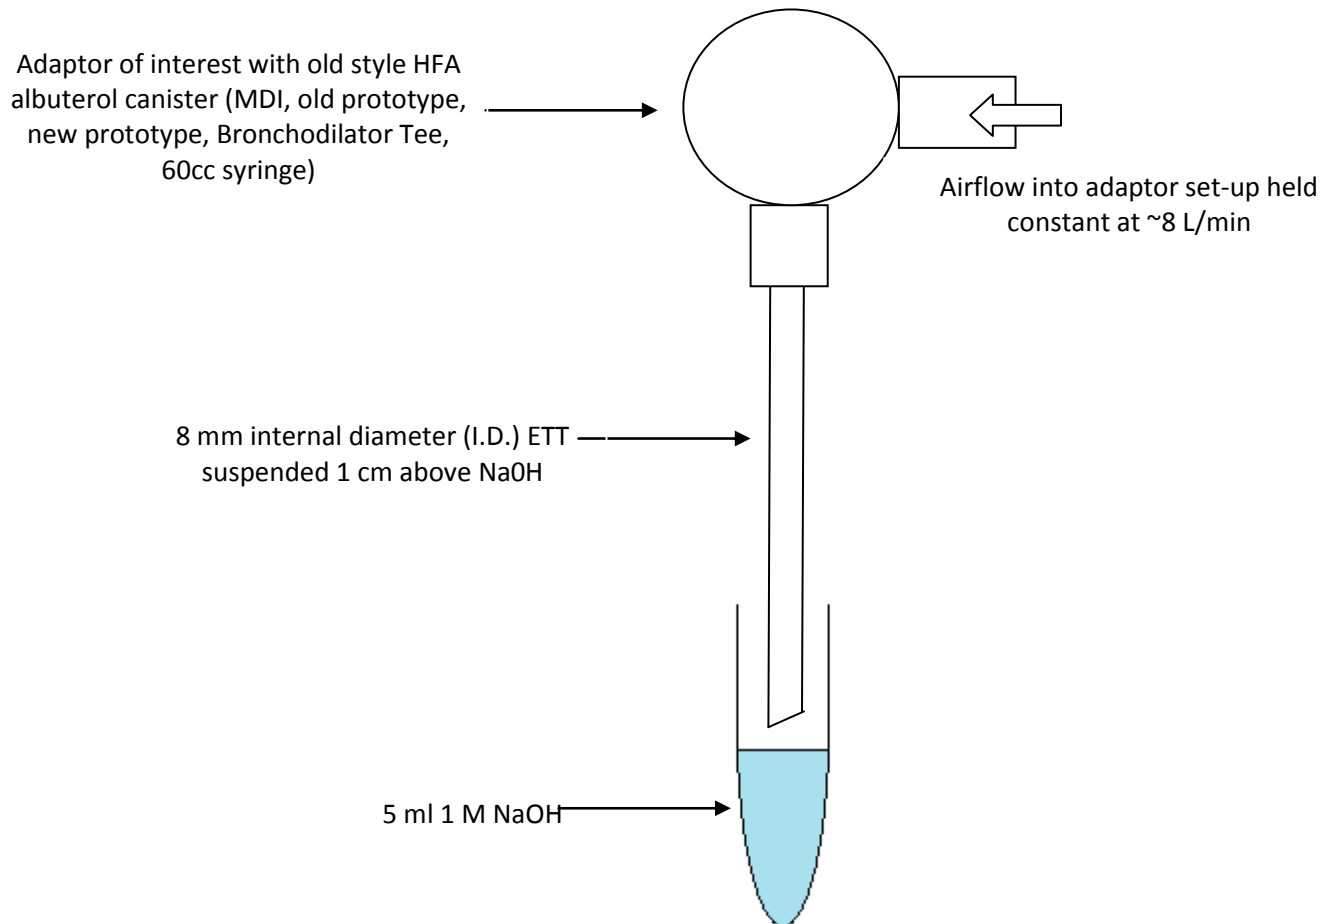 Adaptor of interest with old style HFA
albuterol canister (MDI, old prototype,
new prototype, Bronchodilator Tee,
60cc syringe)
Airflow into adaptor set-up held
constant at ~8 L/min
8 mm internal diameter (I.D.) ETT
suspended 1 cm above Na0H
5 ml 1 M NaOH